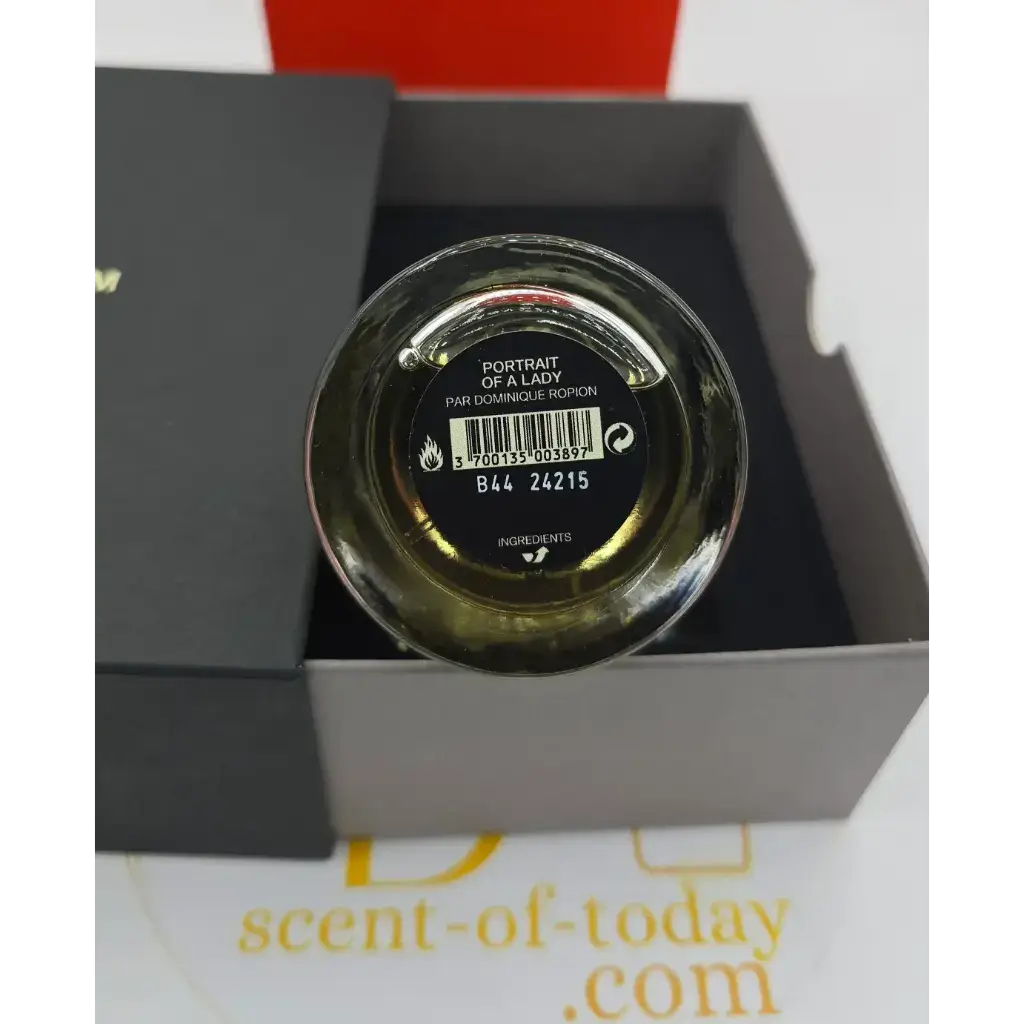 M
PORTRAIT
OF A LADY
PAR DOMINIQUE ROPION
3 700135 003897
B44 24215
INGREDIENTS
scent-of-today
.com